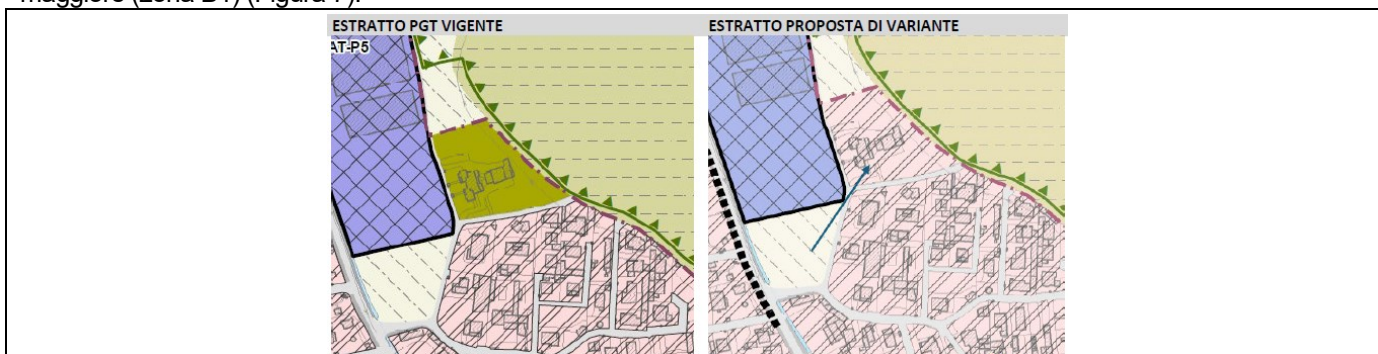 maggiore (zona B1) (Figura 7).
ESTRATTO PGT VIGENTE
ESTRATTO PROPOSTA DI VARIANTE
AT-P5